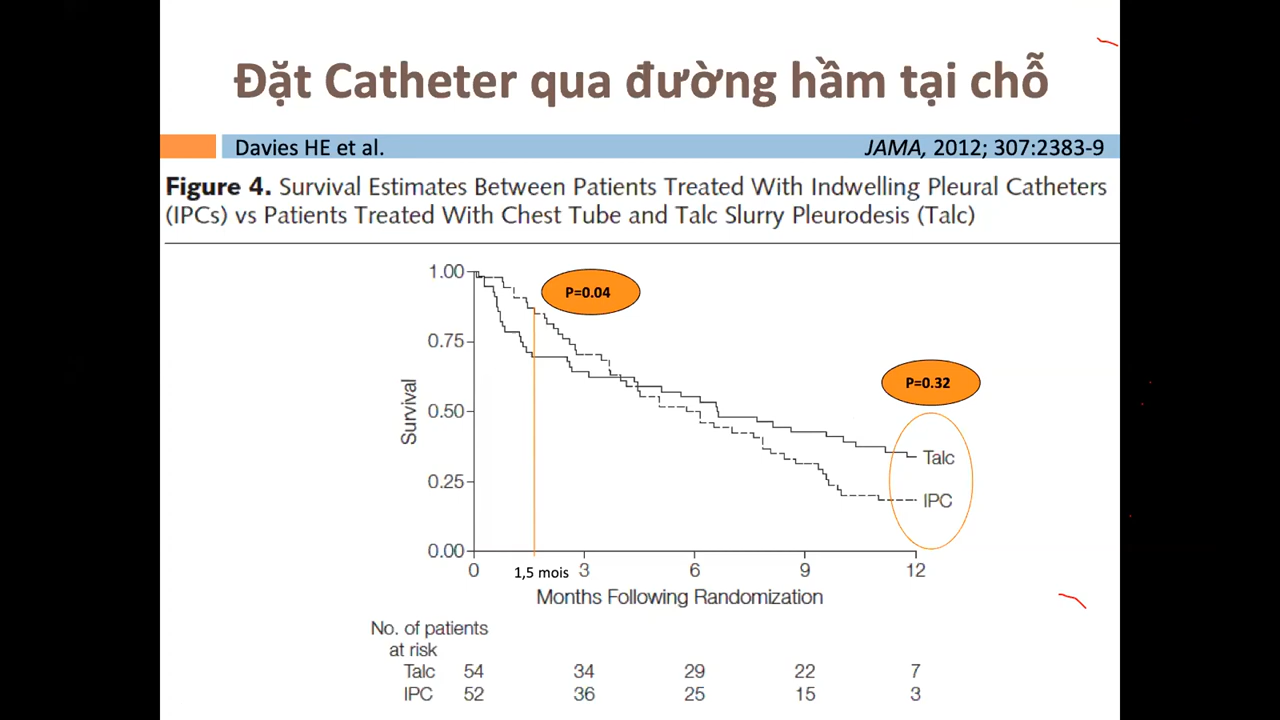 Đặt Catheter qua đường hầm tại chỗ
Davies HE et al. JAMA, 2012; 307:2383-9
Figure 4. Survival Estimates Between Patients Treated With Indwelling Pleural Catheters
(IPCs) vs Patients Treated With Chest Tube and Talc Slurry Pleurodesis (Talc)
1.00
P=0.04
0.75
P=0.32
Survival
0.50
Talc
0.25
IPC
0.00
0 1,5 mois 3 6 9 12
Months Following Randomization
No. of patients
at risk
Talc 54 34 29 22 7
IPC 52 36 25 15 3